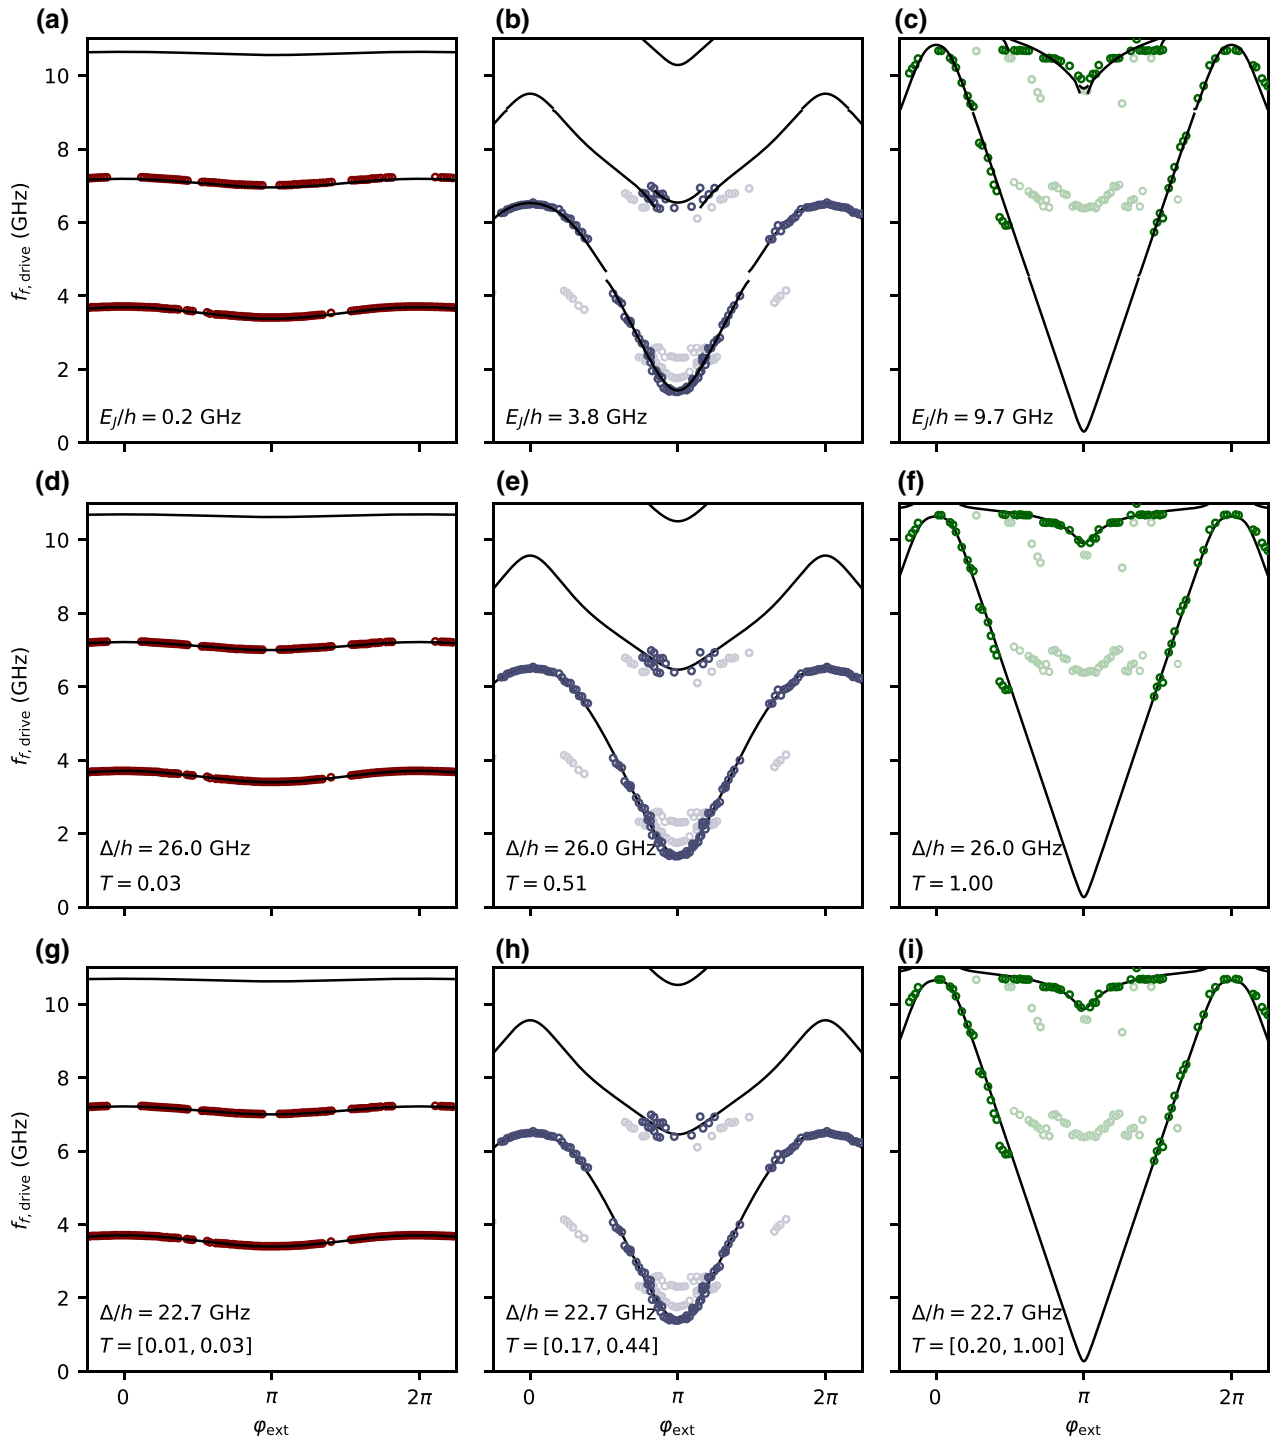 (a) (b) (c)
10
8
6
4
2
0
f_{f,drive} (GHz)
E_J/h = 0.2 GHz
E_J/h = 3.8 GHz
E_J/h = 9.7 GHz
(d) (e) (f)
10
8
6
4
2
0
f_{f,drive} (GHz)
Δ/h = 26.0 GHz
T = 0.03
Δ/h = 26.0 GHz
T = 0.51
Δ/h = 26.0 GHz
T = 1.00
(g) (h) (i)
10
8
6
4
2
0
f_{f,drive} (GHz)
Δ/h = 22.7 GHz
T = [0.01, 0.03]
Δ/h = 22.7 GHz
T = [0.17, 0.44]
Δ/h = 22.7 GHz
T = [0.20, 1.00]
0 π 2π
0 π 2π
0 π 2π
φ_ext
φ_ext
φ_ext